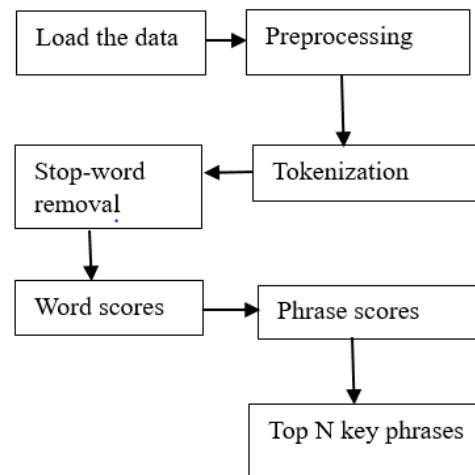 Load the data
Preprocessing
Tokenization
Stop-word
removal
Word scores
Phrase scores
Top N key phrases